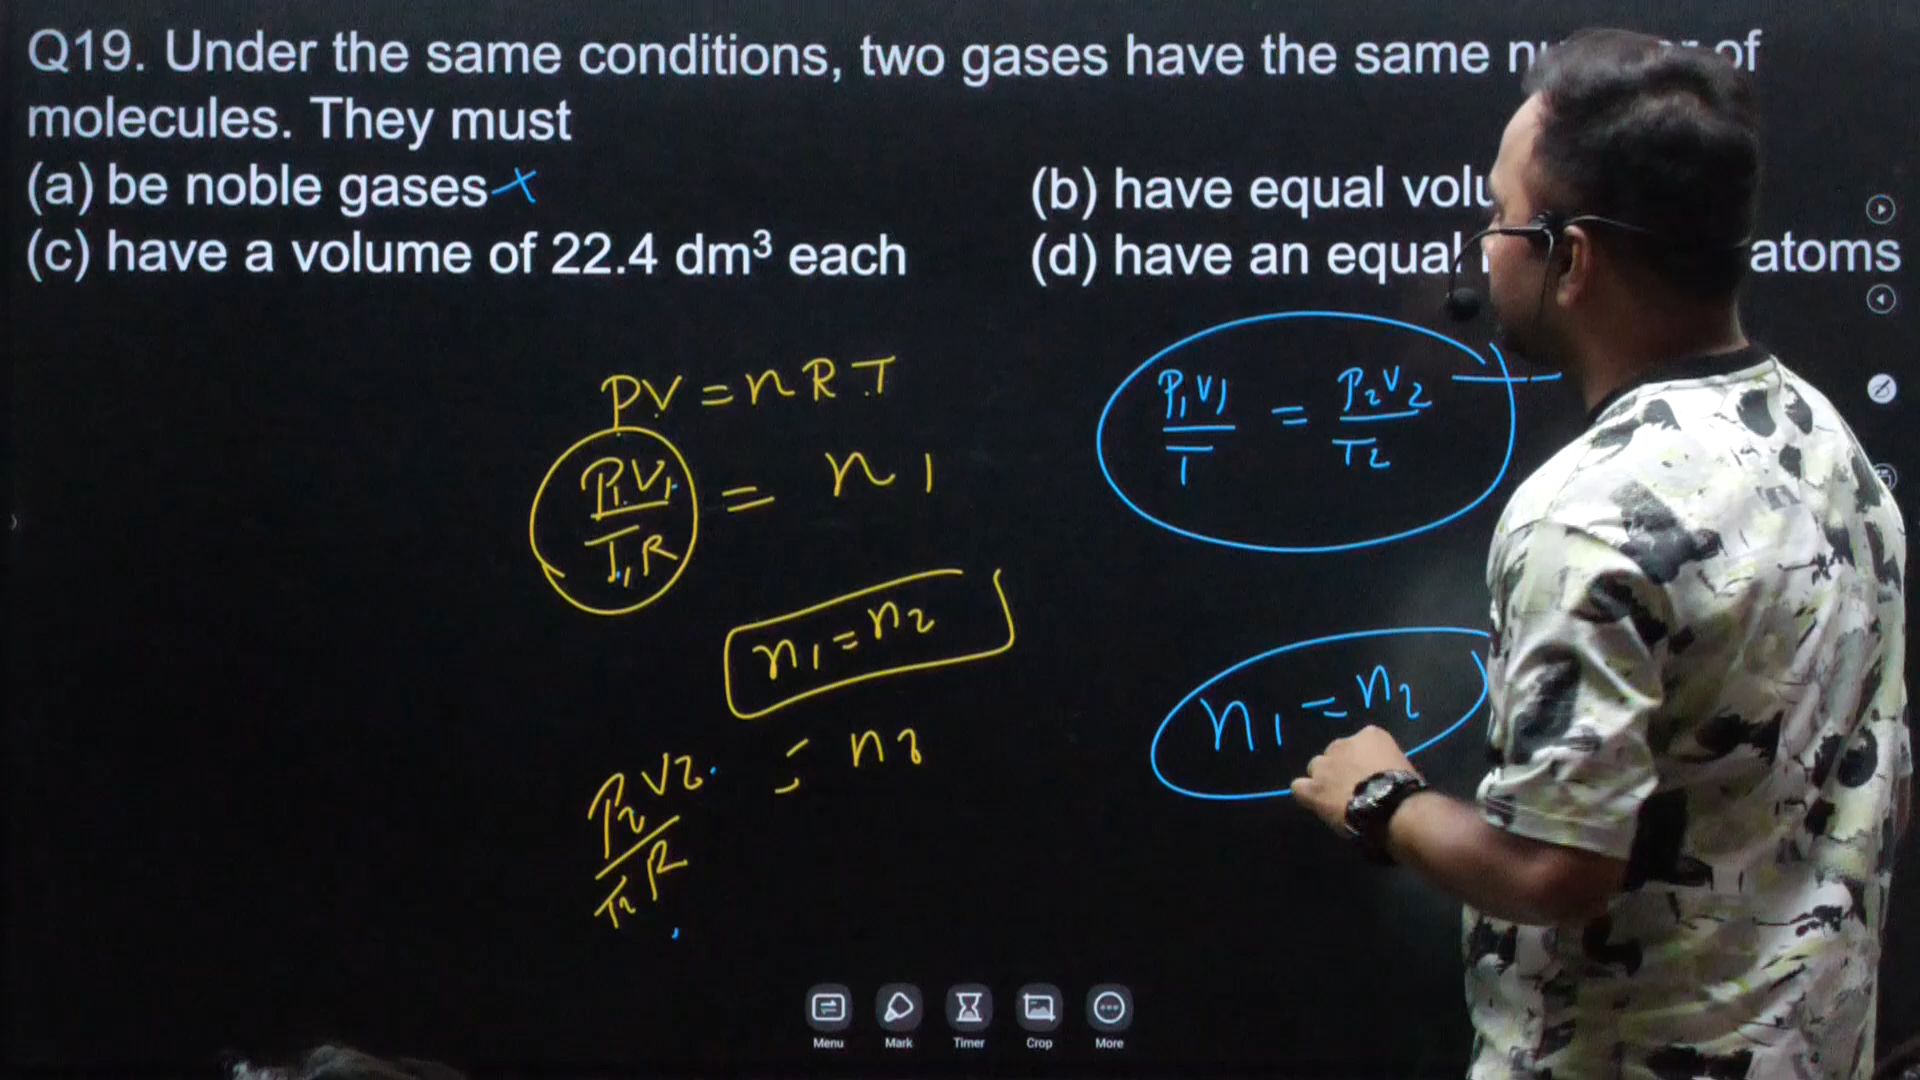 Q19. Under the same conditions, two gases have the same of
molecules. They must
(a) be noble gases x
(b) have equal
(c) have a volume of 22.4 dm³ each
(d) have an equal atoms
PV = nRT
P₁V₁ / T₁R = n₁
P₁V₁ / T = P₂V₂ / T₂
n₁ = n₂
n₁ = n₂
P₂V₂ / T₂R = n₂
Menu Mark Timer Crop More